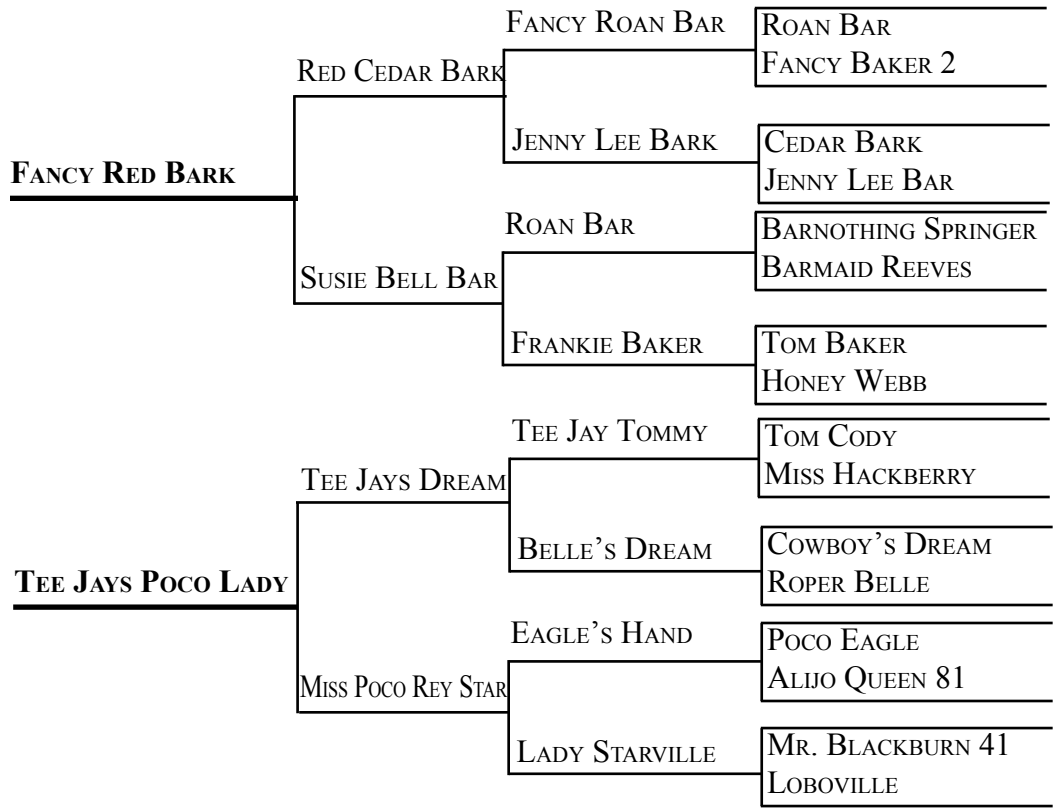 Fancy Roan Bar
Roan Bar
Fancy Baker 2
Red Cedar Bark
Jenny Lee Bark
Cedar Bark
Jenny Lee Bar
Fancy Red Bark
Roan Bar
Barnothing Springer
Barmaid Reeves
Susie Bell Bar
Frankie Baker
Tom Baker
Honey Webb
Tee Jay Tommy
Tom Cody
Miss Hackberry
Tee Jays Dream
Belle's Dream
Cowboy's Dream
Roper Belle
Tee Jays Poco Lady
Eagle's Hand
Poco Eagle
Alijo Queen 81
Miss Poco Rey Star
Lady Starville
Mr. Blackburn 41
Loboville